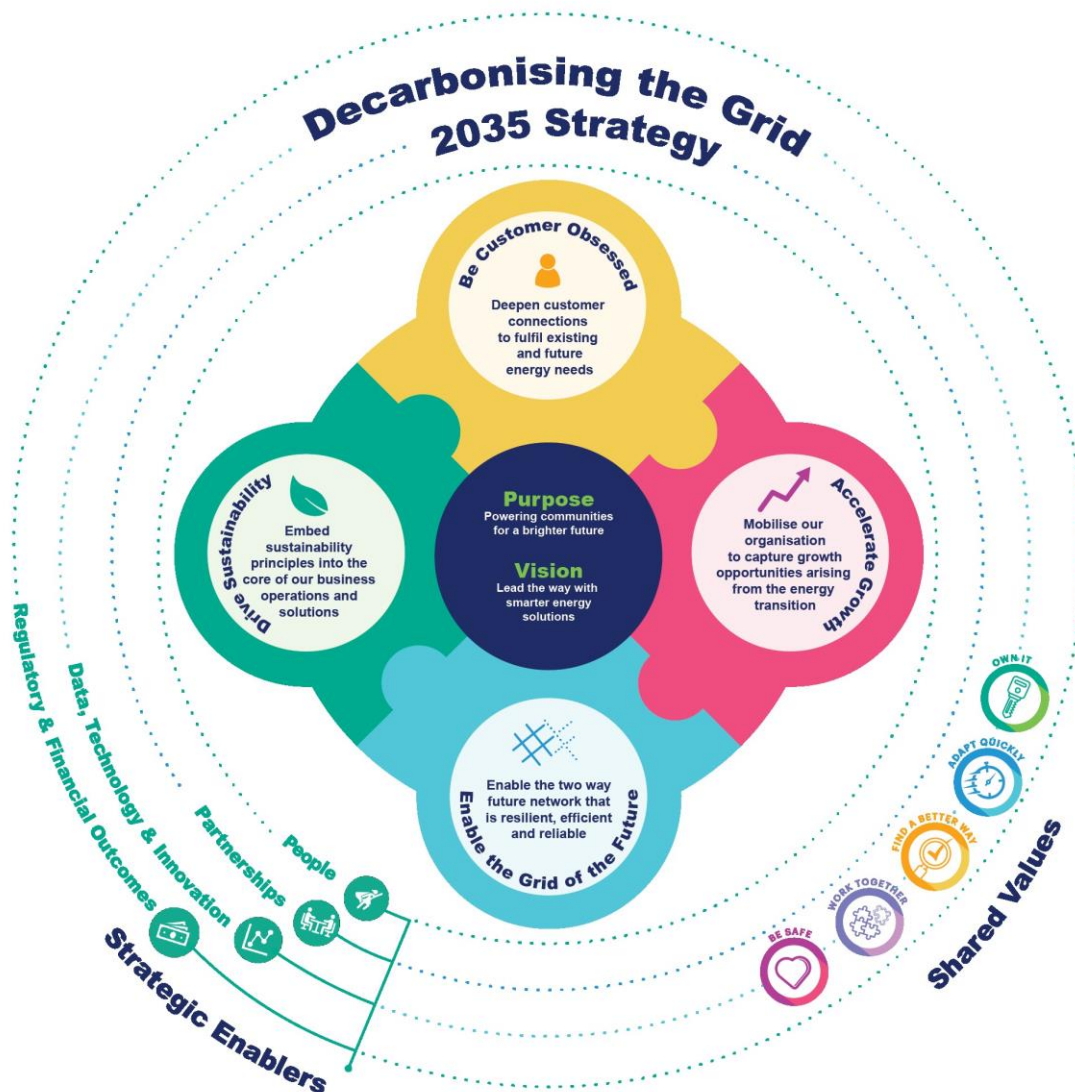 Decarbonising the Grid
2035 Strategy
Be Customer Obsessed
Deepen customer
connections
to fulfil existing
and future
energy needs
Drive Sustainability
Embed
sustainability
principles into the
core of our business
operations and
solutions
Purpose
Powering communities
for a brighter future
Vision
Lead the way with
smarter energy
solutions
Accelerate Growth
Mobilise our
organisation
to capture growth
opportunities arising
from the energy
transition
Enable the two way
future network that
is resilient, efficient
and reliable
Enable the Grid of the Future
Regulatory & Financial Outcomes
Data, Technology & Innovation
Partnerships
People
Strategic Enablers
OWN IT
ADAPT QUICKLY
FIND A BETTER WAY
WORK TOGETHER
BE SAFE
Shared Values